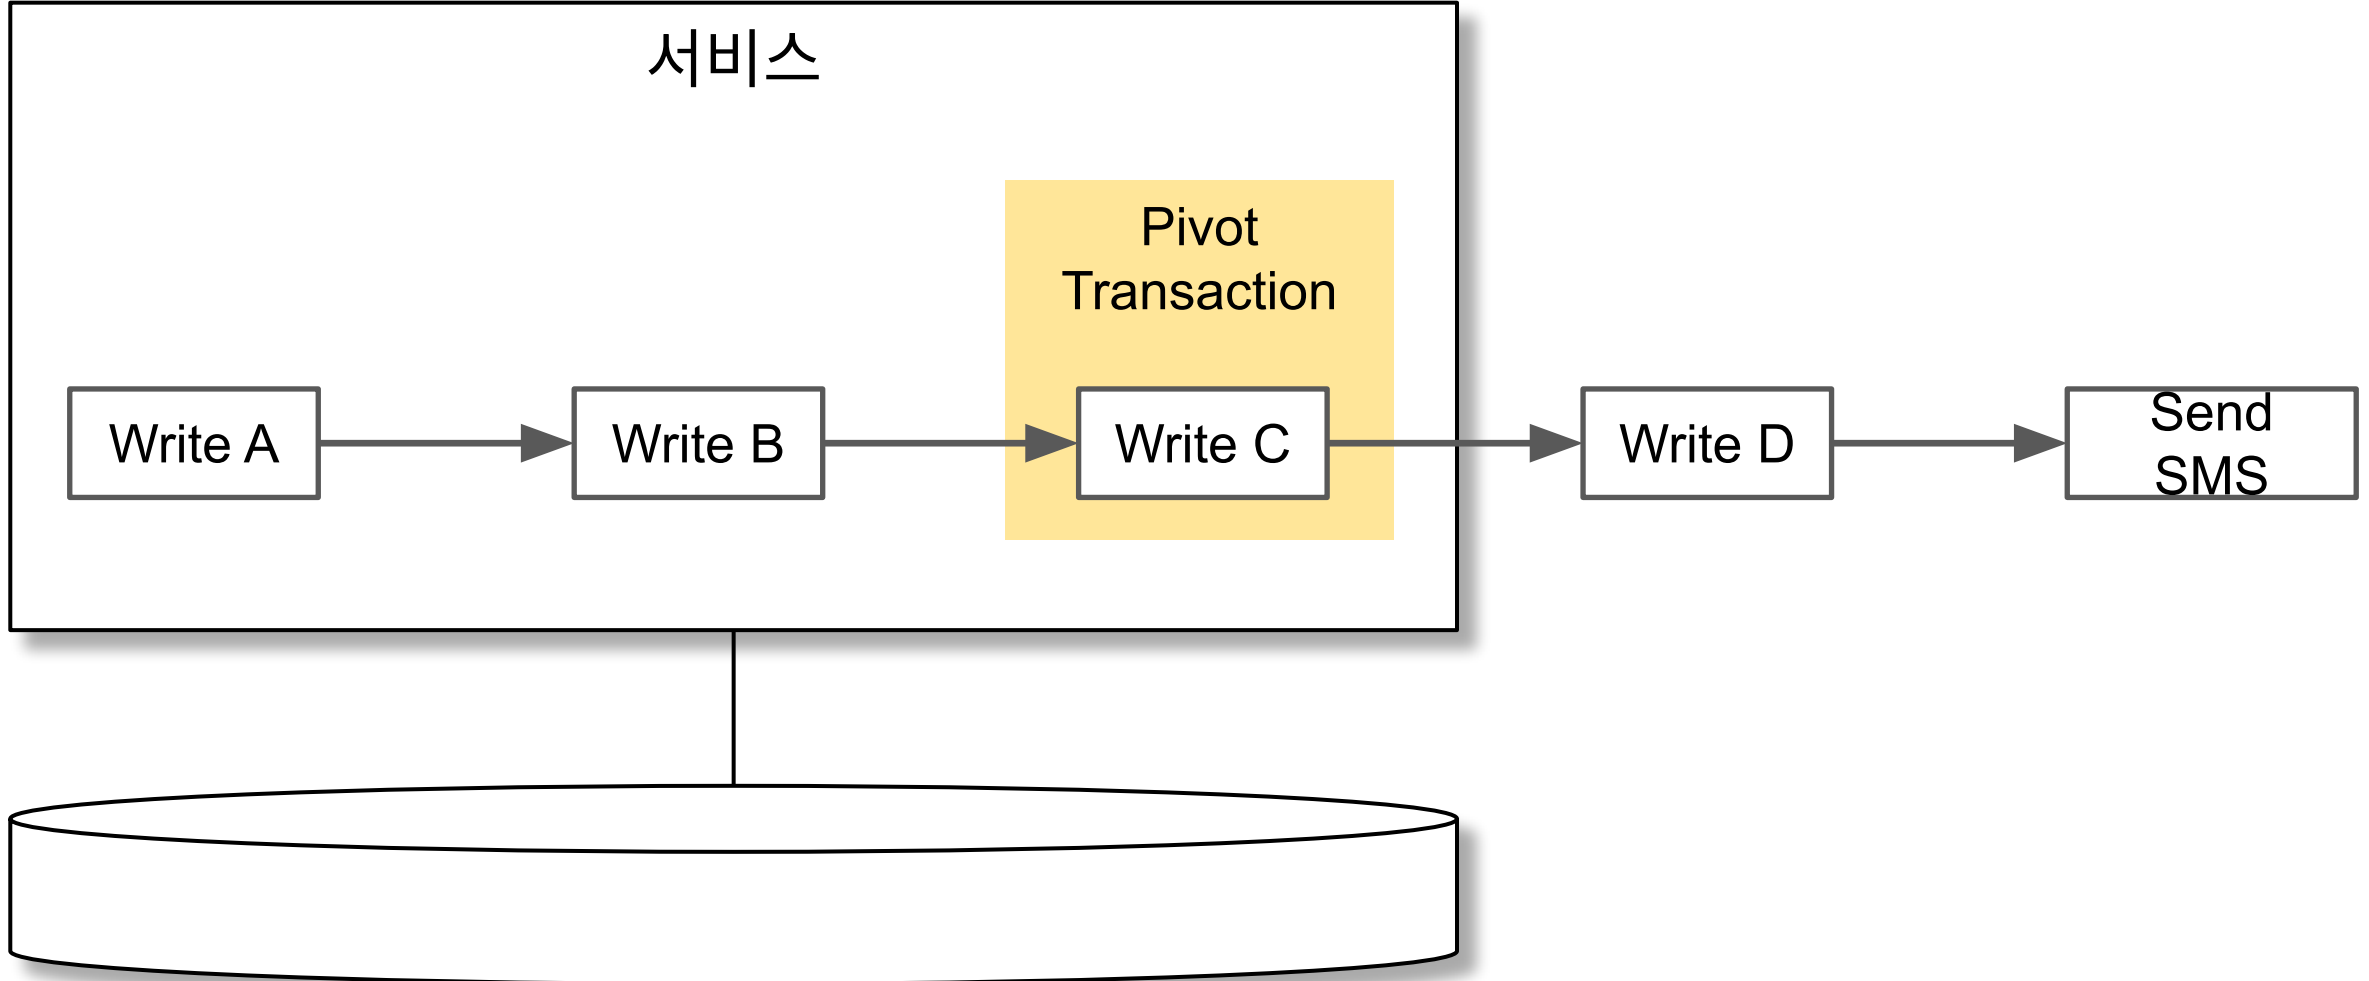 서비스
Pivot
Transaction
Write A
Write B
Write C
Write D
Send
SMS